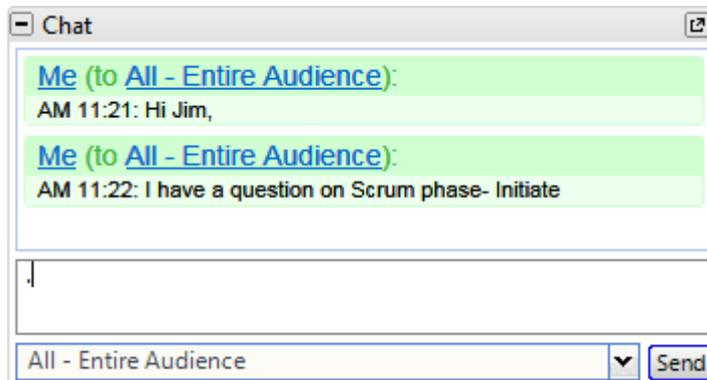 Chat
Me (to All - Entire Audience):
AM 11:21: Hi Jim,
Me (to All - Entire Audience):
AM 11:22: I have a question on Scrum phase- Initiate
.
All - Entire Audience
Send